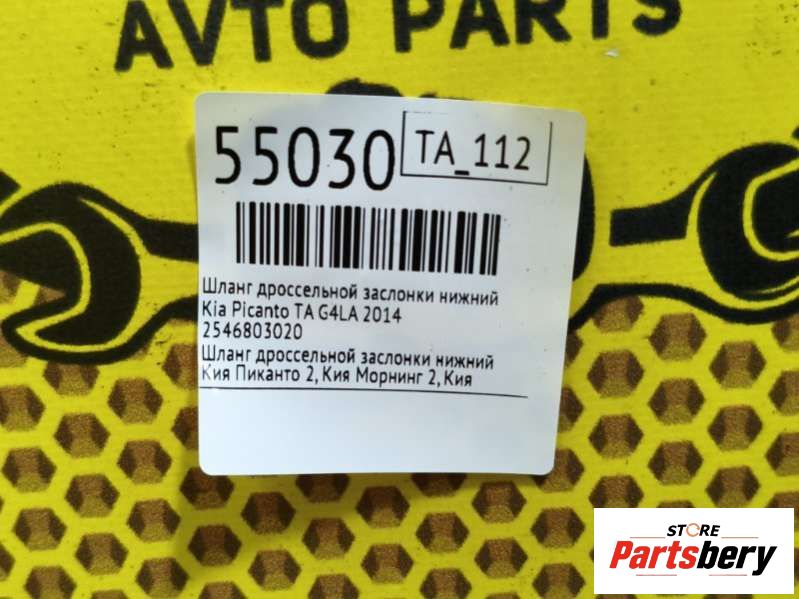 AVTO PARTS
55030 TA_112
Шланг дроссельной заслонки нижний
Kia Picanto TA G4LA 2014
2546803020
Шланг дроссельной заслонки нижний
Кия Пиканто 2, Кия Морнинг 2, Кия
STORE
Partsbery